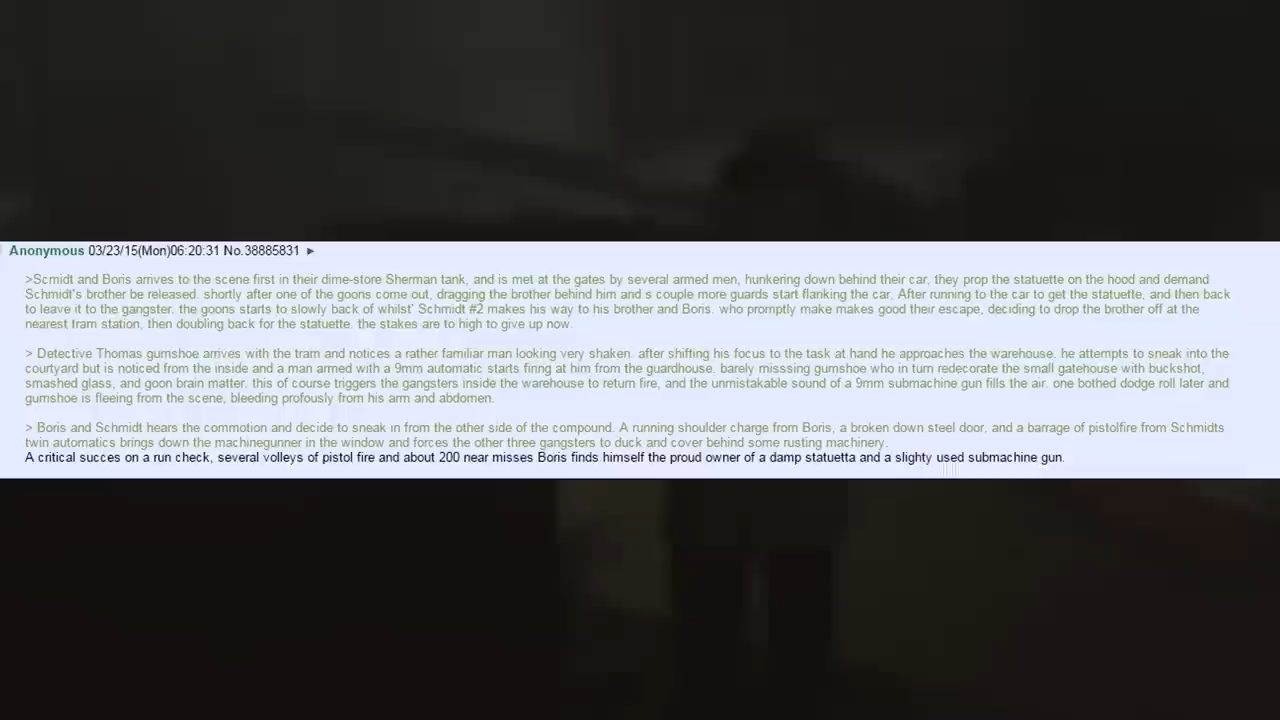 Anonymous 03/23/15(Mon)06:20:31 No.38885831 ►
>Scmidt and Boris arrives to the scene first in their dime-store Sherman tank, and is met at the gates by several armed men, hunkering down behind their car, they prop the statuette on the hood and demand
Schmidt's brother be released. shortly after one of the goons come out, dragging the brother behind him and s couple more guards start flanking the car, After running to the car to get the statuette, and then back
to leave it to the gangster. the goons starts to slowly back of whilst' Schmidt #2 makes his way to his brother and Boris. who promptly make makes good their escape, deciding to drop the brother off at the
nearest tram station, then doubling back for the statuette. the stakes are to high to give up now.
> Detective Thomas gumshoe arrives with the tram and notices a rather familiar man looking very shaken. after shifting his focus to the task at hand he approaches the warehouse. he attempts to sneak into the
courtyard but is noticed from the inside and a man armed with a 9mm automatic starts firing at him from the guardhouse. barely misssing gumshoe who in turn redecorate the small gatehouse with buckshot,
smashed glass, and goon brain matter. this of course triggers the gangsters inside the warehouse to return fire, and the unmistakable sound of a 9mm submachine gun fills the air. one bothed dodge roll later and
gumshoe is fleeing from the scene, bleeding profously from his arm and abdomen.
> Boris and Schmidt hears the commotion and decide to sneak in from the other side of the compound. A running shoulder charge from Boris, a broken down steel door, and a barrage of pistolfire from Schmidts
twin automatics brings down the machinegunner in the window and forces the other three gangsters to duck and cover behind some rusting machinery.
A critical succes on a run check, several volleys of pistol fire and about 200 near misses Boris finds himself the proud owner of a damp statuetta and a slighty used submachine gun.